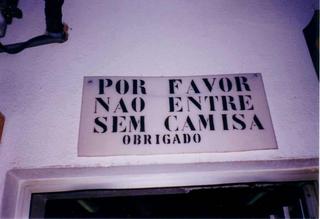 POR FAVOR
NAO ENTRE
SEM CAMISA
OBRIGADO